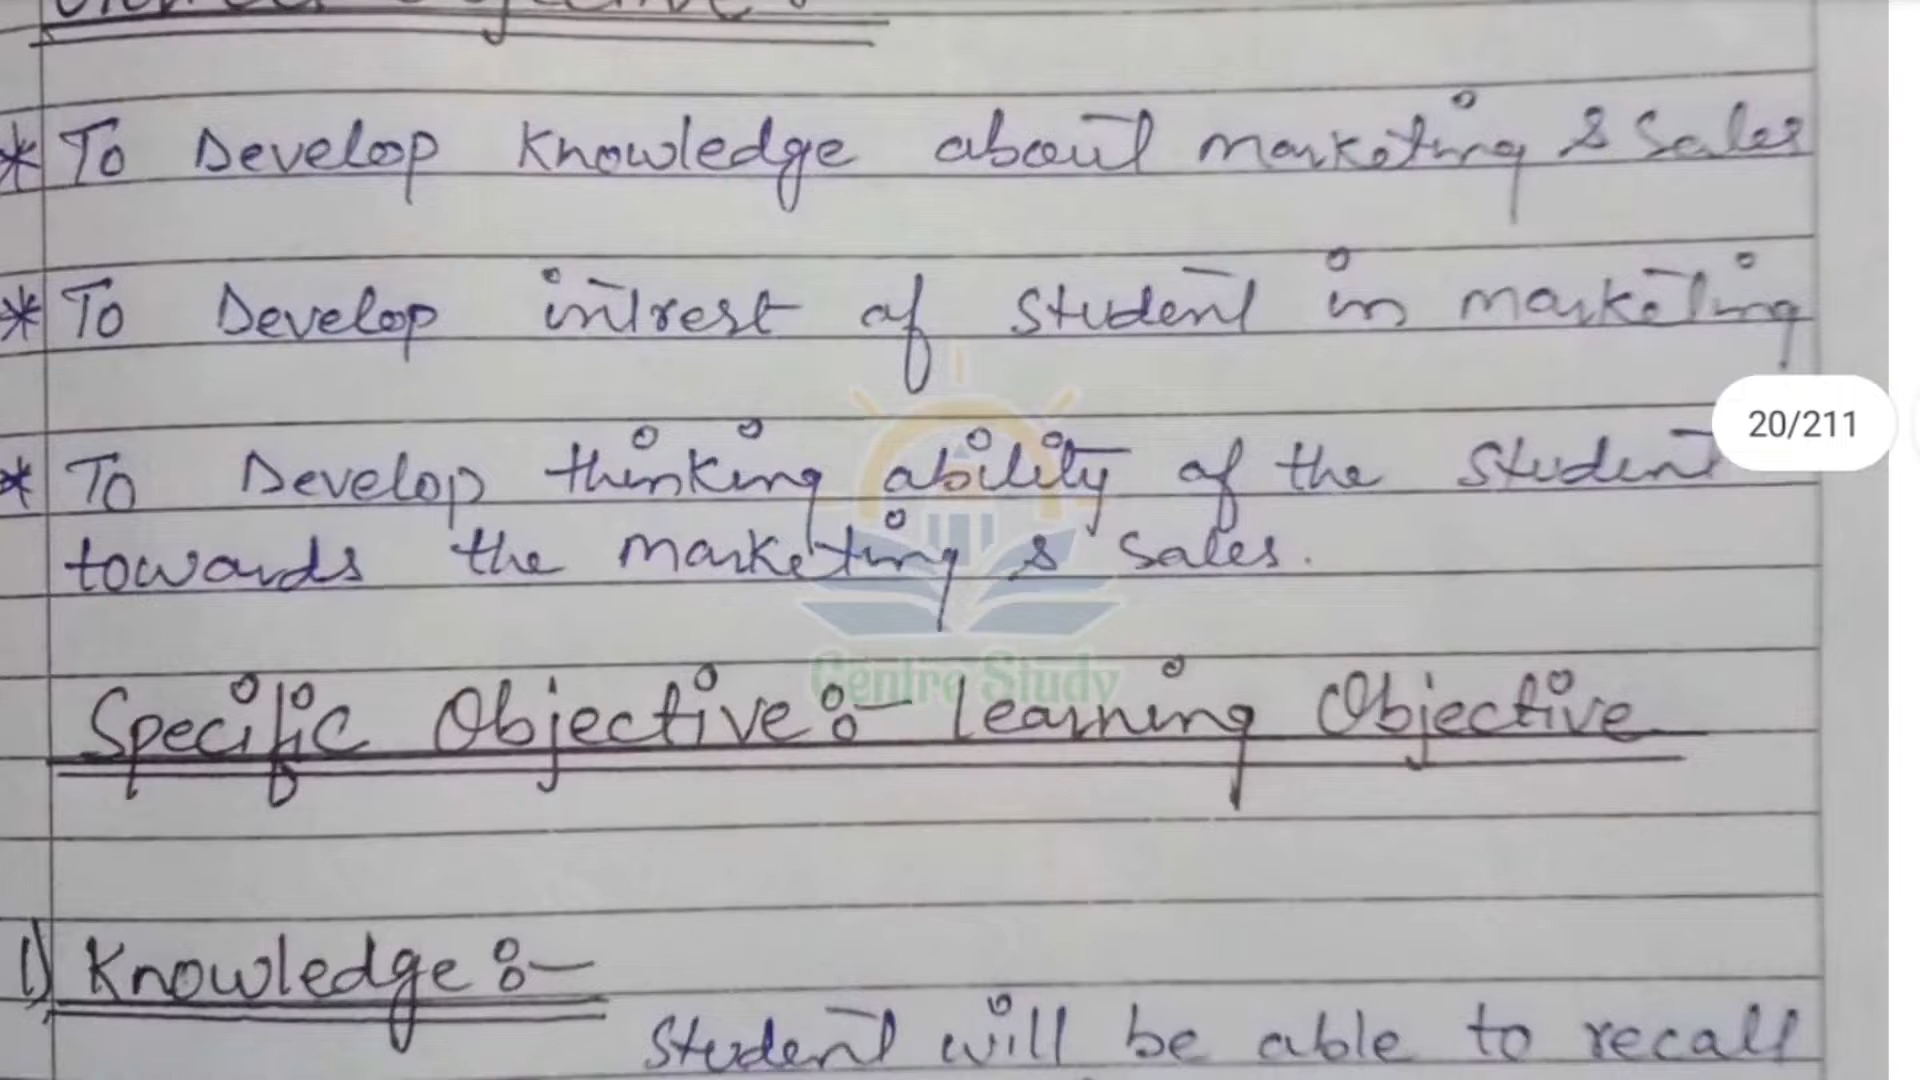 * To Develop Knowledge about marketing & Sales
* To Develop intrest of student in marketing
20/211
* To Develop thinking ability of the student
towards the marketing & sales.
Centre Study
Specific Objective :- Learning Objective
1) Knowledge :-
Student will be able to recall